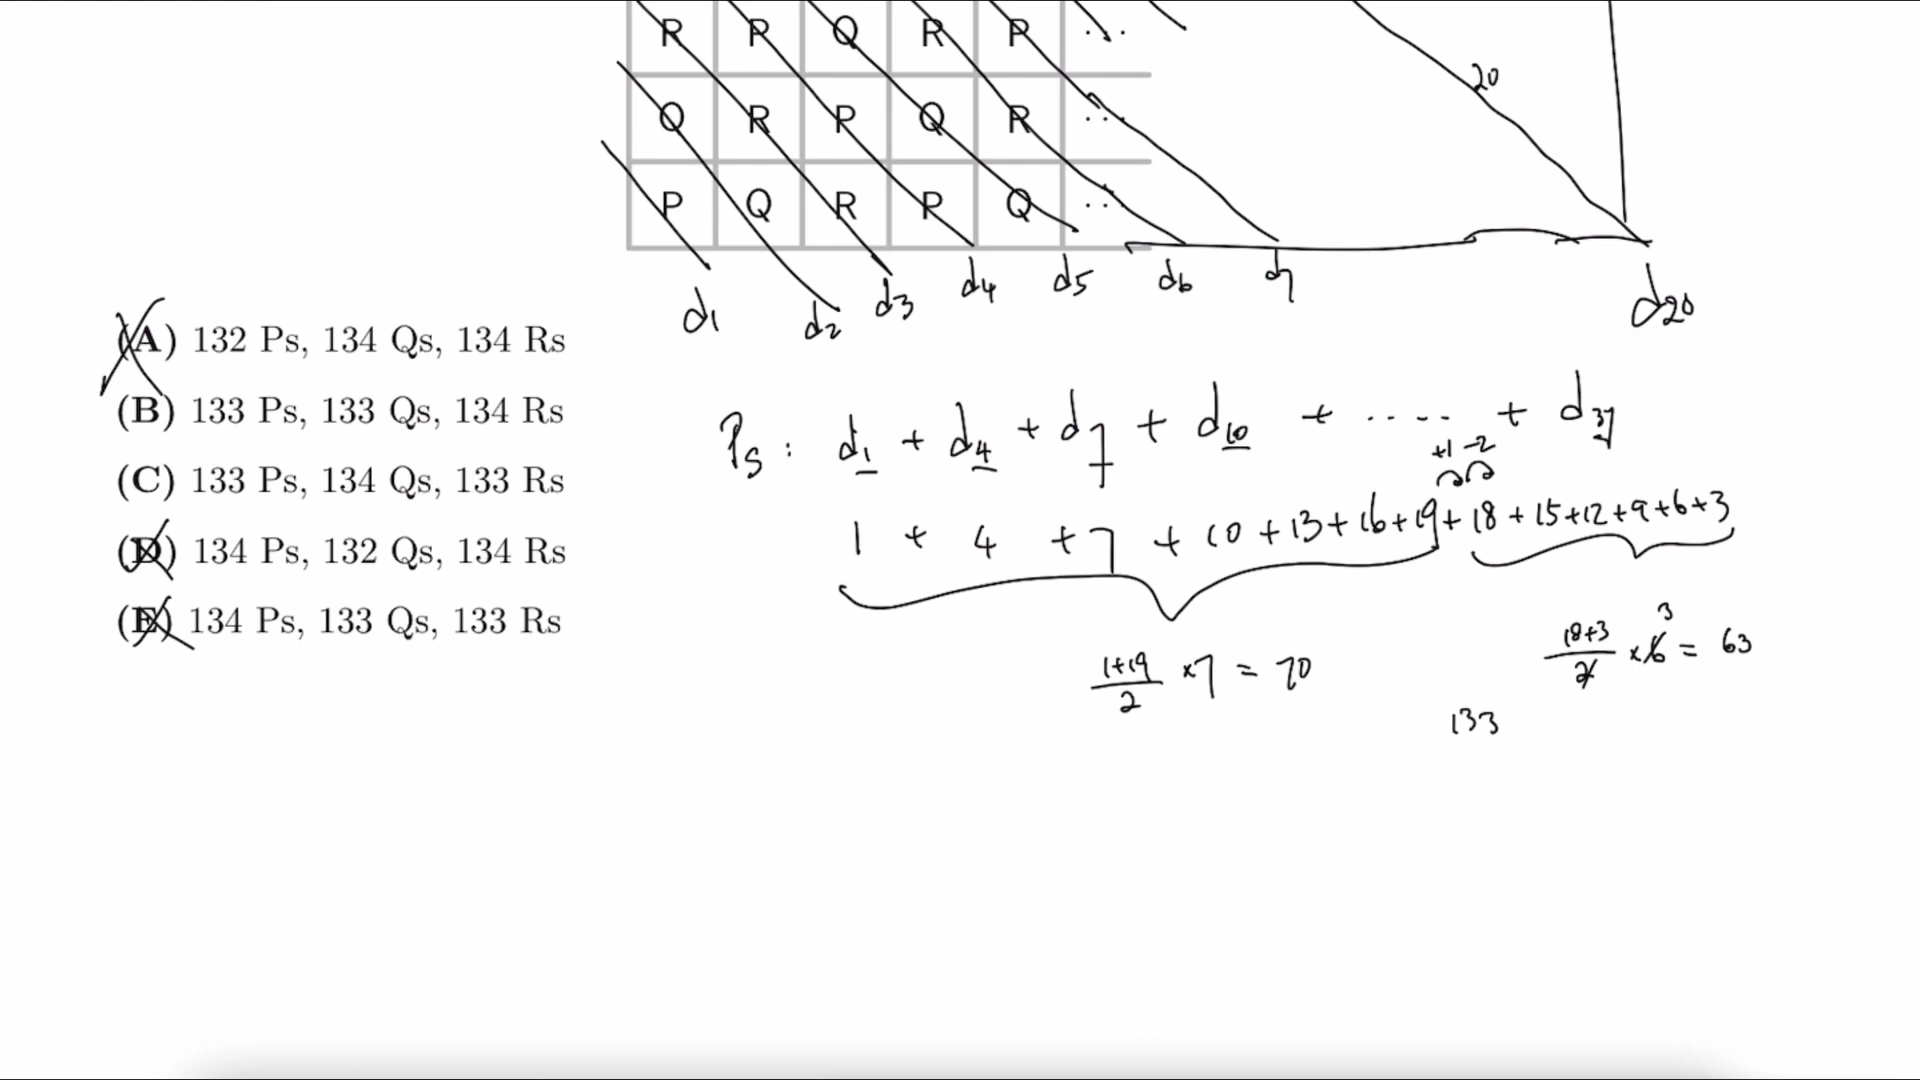 R P Q R P ...
20
Q R P Q R ...
P Q R P Q ...
d1 d2 d3 d4 d5 d6 d7 d20
(A) 132 Ps, 134 Qs, 134 Rs
(B) 133 Ps, 133 Qs, 134 Rs
(C) 133 Ps, 134 Qs, 133 Rs
(D) 134 Ps, 132 Qs, 134 Rs
(E) 134 Ps, 133 Qs, 133 Rs
Ps: d1 + d4 + d7 + d10 + ..... + d37
+1 -2
1 + 4 + 7 + 10 + 13 + 16 + 19 + 18 + 15 + 12 + 9 + 6 + 3
1+19/2 × 7 = 70
18+3/2 × 6 3 = 63
133